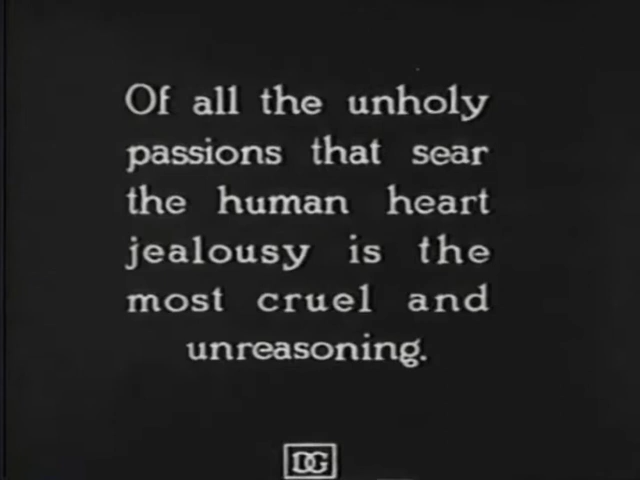 Of all the unholy
passions that sear
the human heart
jealousy is the
most cruel and
unreasoning.
DG